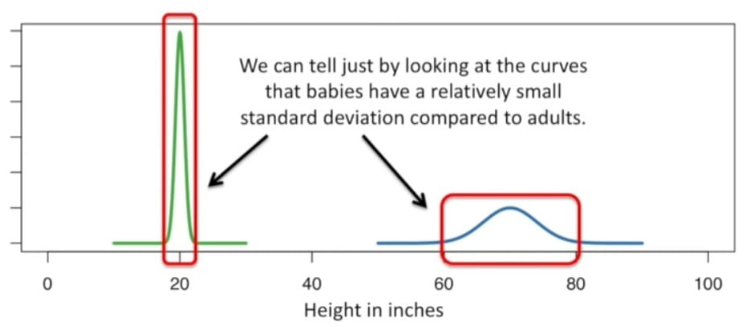 We can tell just by looking at the curves
that babies have a relatively small
standard deviation compared to adults.
0 20 40 60 80 100
Height in inches